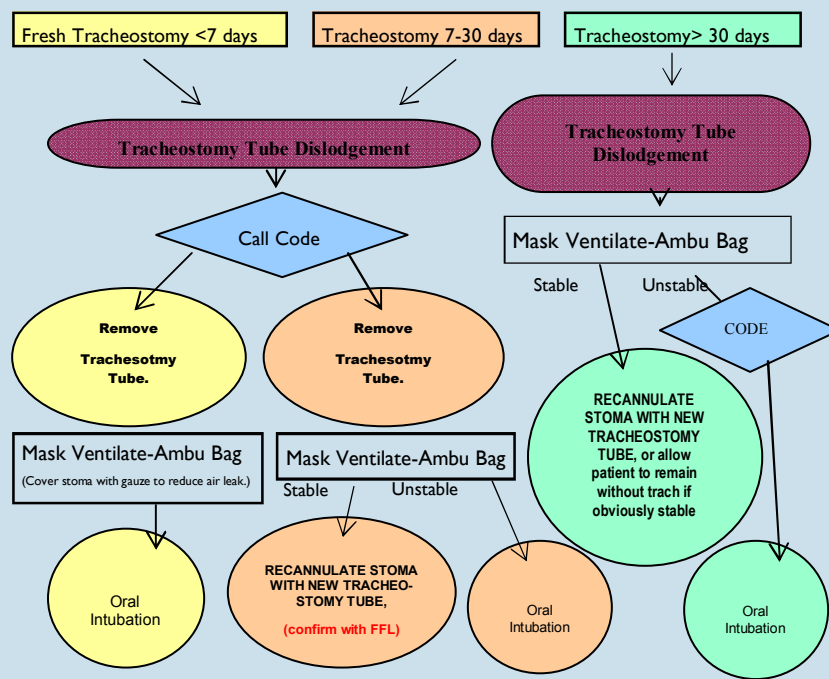 Fresh Tracheostomy <7 days
Tracheostomy 7-30 days
Tracheostomy> 30 days
Tracheostomy Tube Dislodgement
Tracheostomy Tube
Dislodgement
Call Code
Mask Ventilate-Ambu Bag
Stable
Unstable
CODE
Remove
Trachesotmy
Tube.
Remove
Trachesotmy
Tube.
RECANNULATE
STOMA WITH NEW
TRACHEOSTOMY
TUBE, or allow
patient to remain
without trach if
obviously stable
Mask Ventilate-Ambu Bag
(Cover stoma with gauze to reduce air leak.)
Mask Ventilate-Ambu Bag
Stable
Unstable
Oral
Intubation
RECANNULATE STOMA
WITH NEW TRACHEO-
STOMY TUBE,
(confirm with FFL)
Oral
Intubation
Oral
Intubation